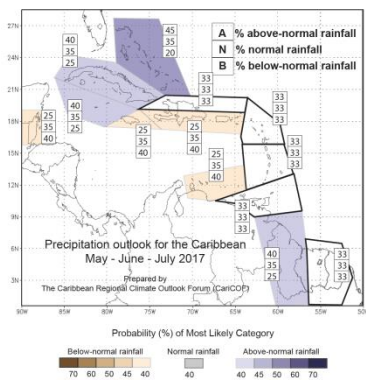 27N
24N
21N
18N
15N
12N
9N
6N
3N
A % above-normal rainfall
N % normal rainfall
B % below-normal rainfall
45
35
20
40
35
25
33
33
33
33
33
33
40
35
25
25
35
40
25
35
40
25
35
40
33
33
33
25
35
40
33
33
33
33
33
33
40
35
25
33
33
33
Precipitation outlook for the Caribbean
May - June - July 2017
Prepared by
The Caribbean Regional Climate Outlook Forum (CariCOF)
90W 85W 80W 75W 70W 65W 60W 55W
Probability (%) of Most Likely Category
Below-normal rainfall Normal rainfall Above-normal rainfall
70 60 50 45 40 40 40 45 50 60 70